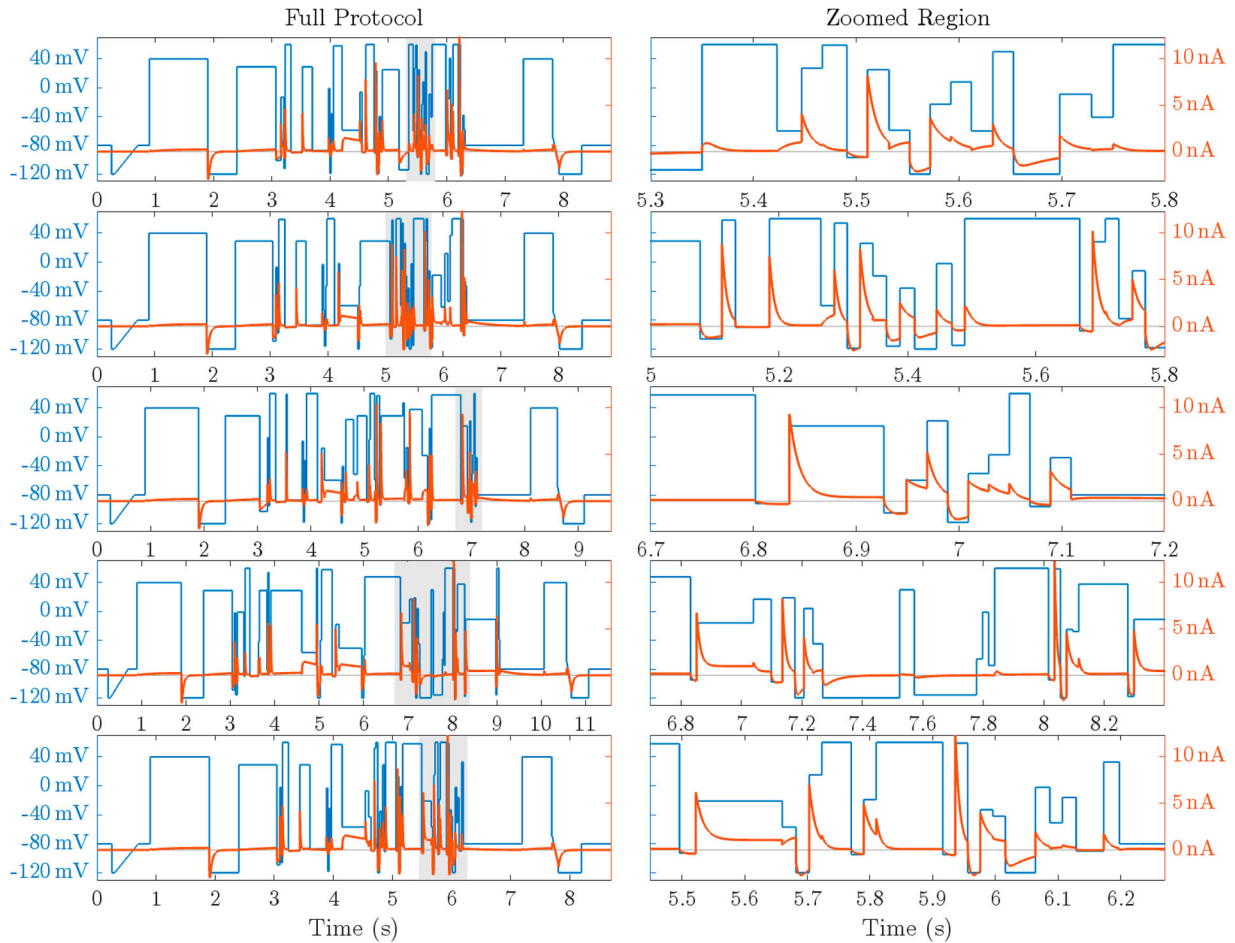 Full Protocol
Zoomed Region
40 mV
0 mV
-40 mV
-80 mV
-120 mV
0 1 2 3 4 5 6 7 8
10 nA
5 nA
0 nA
5.3 5.4 5.5 5.6 5.7 5.8
40 mV
0 mV
-40 mV
-80 mV
-120 mV
0 1 2 3 4 5 6 7 8
10 nA
5 nA
0 nA
5 5.2 5.4 5.6 5.8
40 mV
0 mV
-40 mV
-80 mV
-120 mV
0 1 2 3 4 5 6 7 8 9
10 nA
5 nA
0 nA
6.7 6.8 6.9 7 7.1 7.2
40 mV
0 mV
-40 mV
-80 mV
-120 mV
0 1 2 3 4 5 6 7 8 9 10 11
10 nA
5 nA
0 nA
6.8 7 7.2 7.4 7.6 7.8 8 8.2
40 mV
0 mV
-40 mV
-80 mV
-120 mV
0 1 2 3 4 5 6 7 8
10 nA
5 nA
0 nA
5.5 5.6 5.7 5.8 5.9 6 6.1 6.2
Time (s)
Time (s)